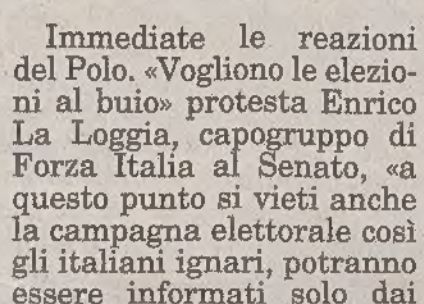 Immediate le reazioni
del Polo. «Vogliono le elezio-
ni al buio» protesta Enrico
La Loggia, capogruppo di
Forza Italia al Senato, «a
questo punto si vieti anche
la campagna elettorale così
gli italiani ignari, potranno
essere informati solo dai